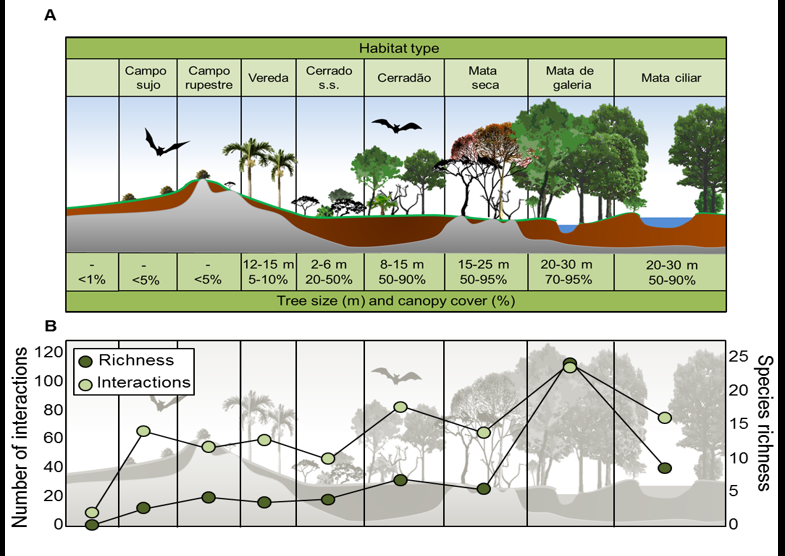 A
Habitat type
Campo sujo
Campo rupestre
Vereda
Cerrado s.s.
Cerradão
Mata seca
Mata de galeria
Mata ciliar
- - - 12-15 m 2-6 m 8-15 m 15-25 m 20-30 m 20-30 m
<1% <5% <5% 5-10% 20-50% 50-90% 50-95% 70-95% 50-90%
Tree size (m) and canopy cover (%)
B
Number of interactions
120
100
80
60
40
20
0
Richness
Interactions
25
20
15
10
5
0
Species richness